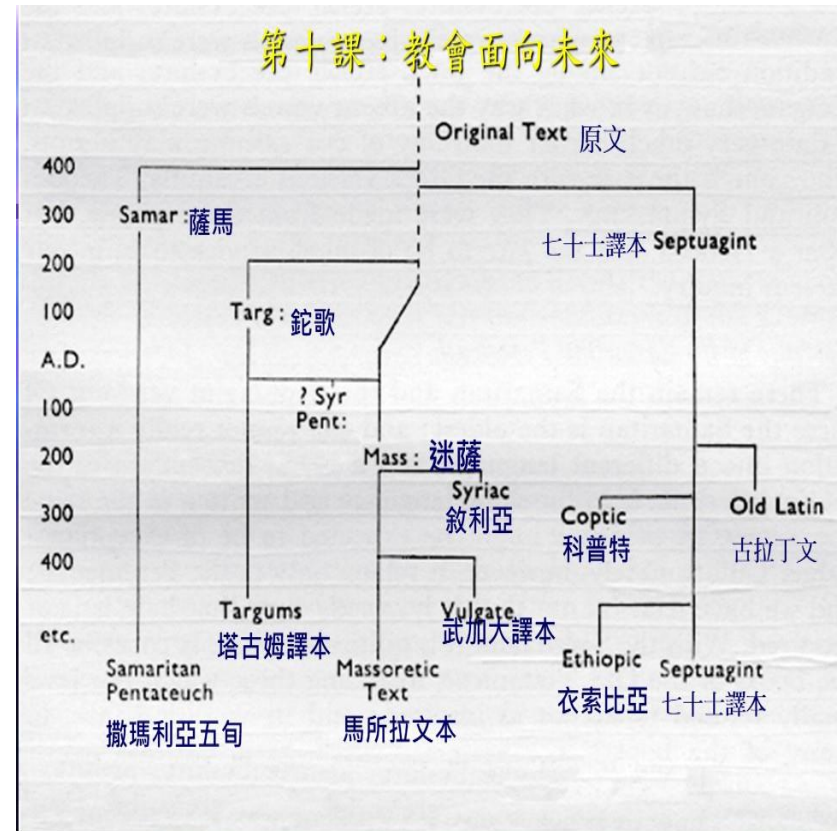 第十課：教會面向未來
Original Text 原文
400
300
Samar : 薩馬
七十士譯本 Septuagint
200
Targ : 鉈歌
100
A.D.
? Syr
Pent:
100
200
Mass : 迷薩
Syriac
敘利亞
300
Coptic
科普特
Old Latin
古拉丁文
400
etc.
Targums
塔古姆譯本
Vulgate
武加大譯本
Samaritan
Pentateuch
撒瑪利亞五旬
Massoretic
Text
馬所拉文本
Ethiopic
衣索比亞
Septuagint
七十士譯本